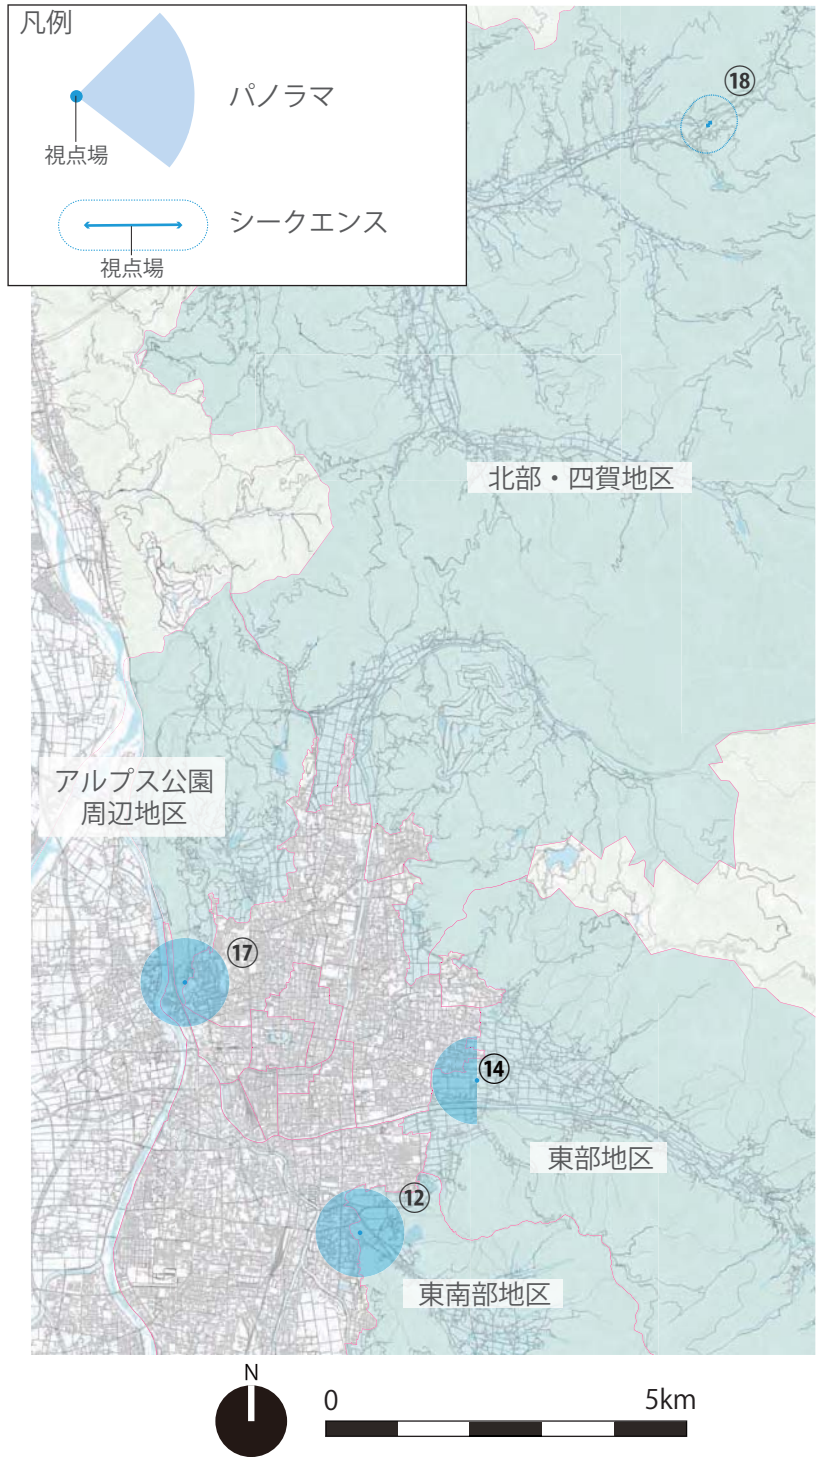 凡例
パノラマ
視点場
シークエンス
視点場
⑱
北部・四賀地区
アルプス公園
周辺地区
⑰
⑭
東部地区
⑫
東南部地区
N
0
5km